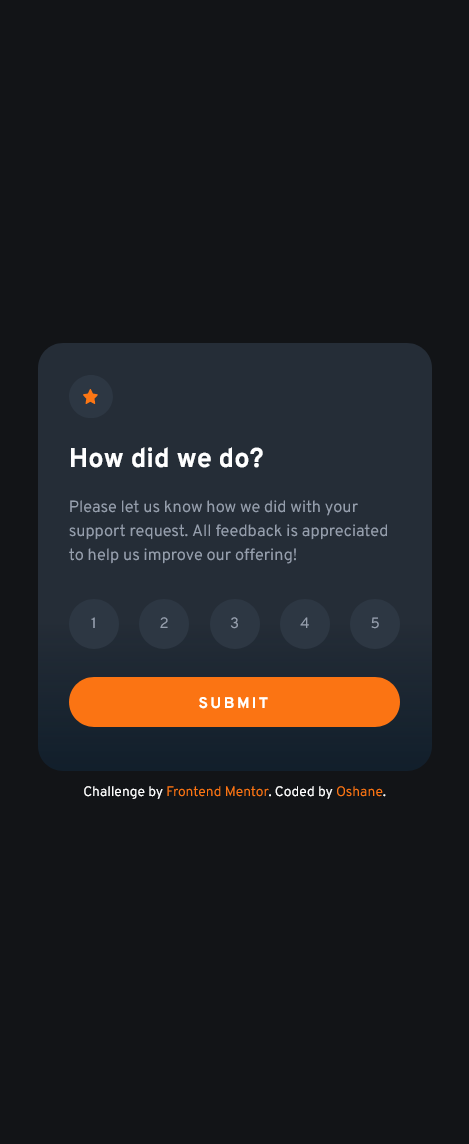 How did we do?
Please let us know how we did with your
support request. All feedback is appreciated
to help us improve our offering!
1 2 3 4 5
SUBMIT
Challenge by Frontend Mentor. Coded by Oshane.